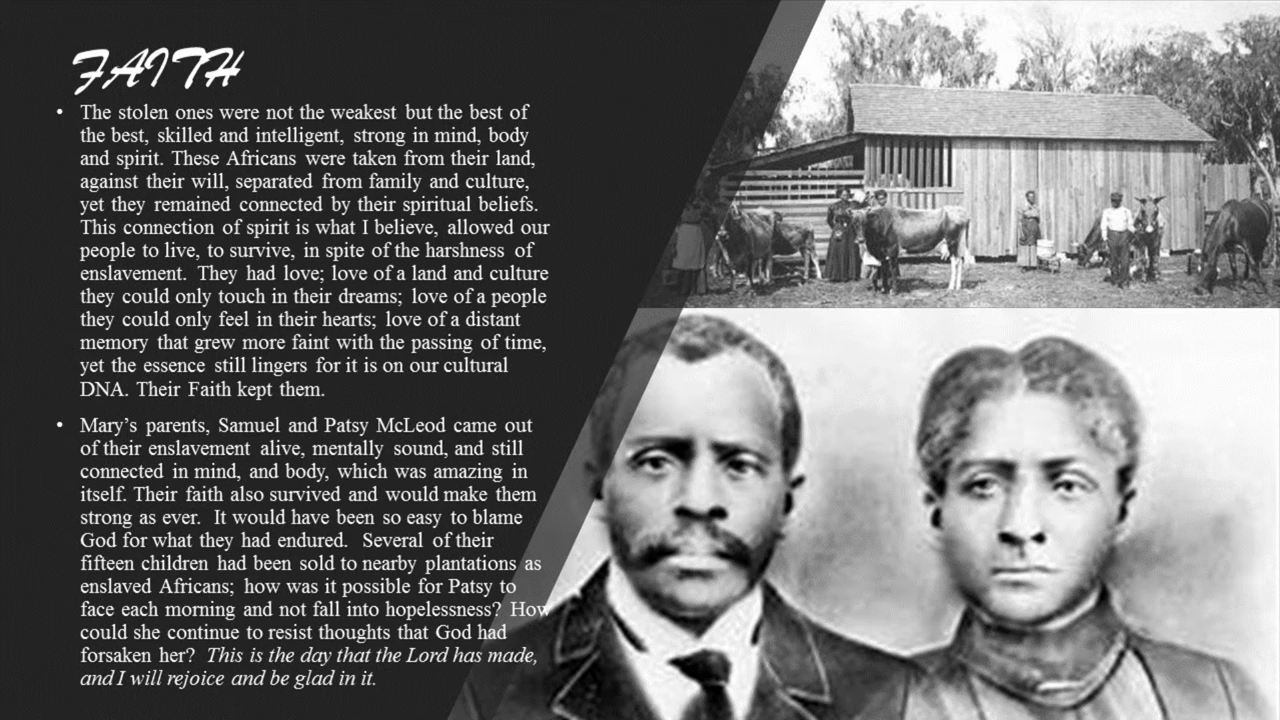 FAITH
• The stolen ones were not the weakest but the best of
the best, skilled and intelligent, strong in mind, body
and spirit. These Africans were taken from their land,
against their will, separated from family and culture,
yet they remained connected by their spiritual beliefs.
This connection of spirit is what I believe, allowed our
people to live, to survive, in spite of the harshness of
enslavement. They had love; love of a land and culture
they could only touch in their dreams; love of a people
they could only feel in their hearts; love of a distant
memory that grew more faint with the passing of time,
yet the essence still lingers for it is on our cultural
DNA. Their Faith kept them.
• Mary’s parents, Samuel and Patsy McLeod came out
of their enslavement alive, mentally sound, and still
connected in mind, and body, which was amazing in
itself. Their faith also survived and would make them
strong as ever. It would have been so easy to blame
God for what they had endured. Several of their
fifteen children had been sold to nearby plantations as
enslaved Africans; how was it possible for Patsy to
face each morning and not fall into hopelessness? How
could she continue to resist thoughts that God had
forsaken her? This is the day that the Lord has made,
and I will rejoice and be glad in it.